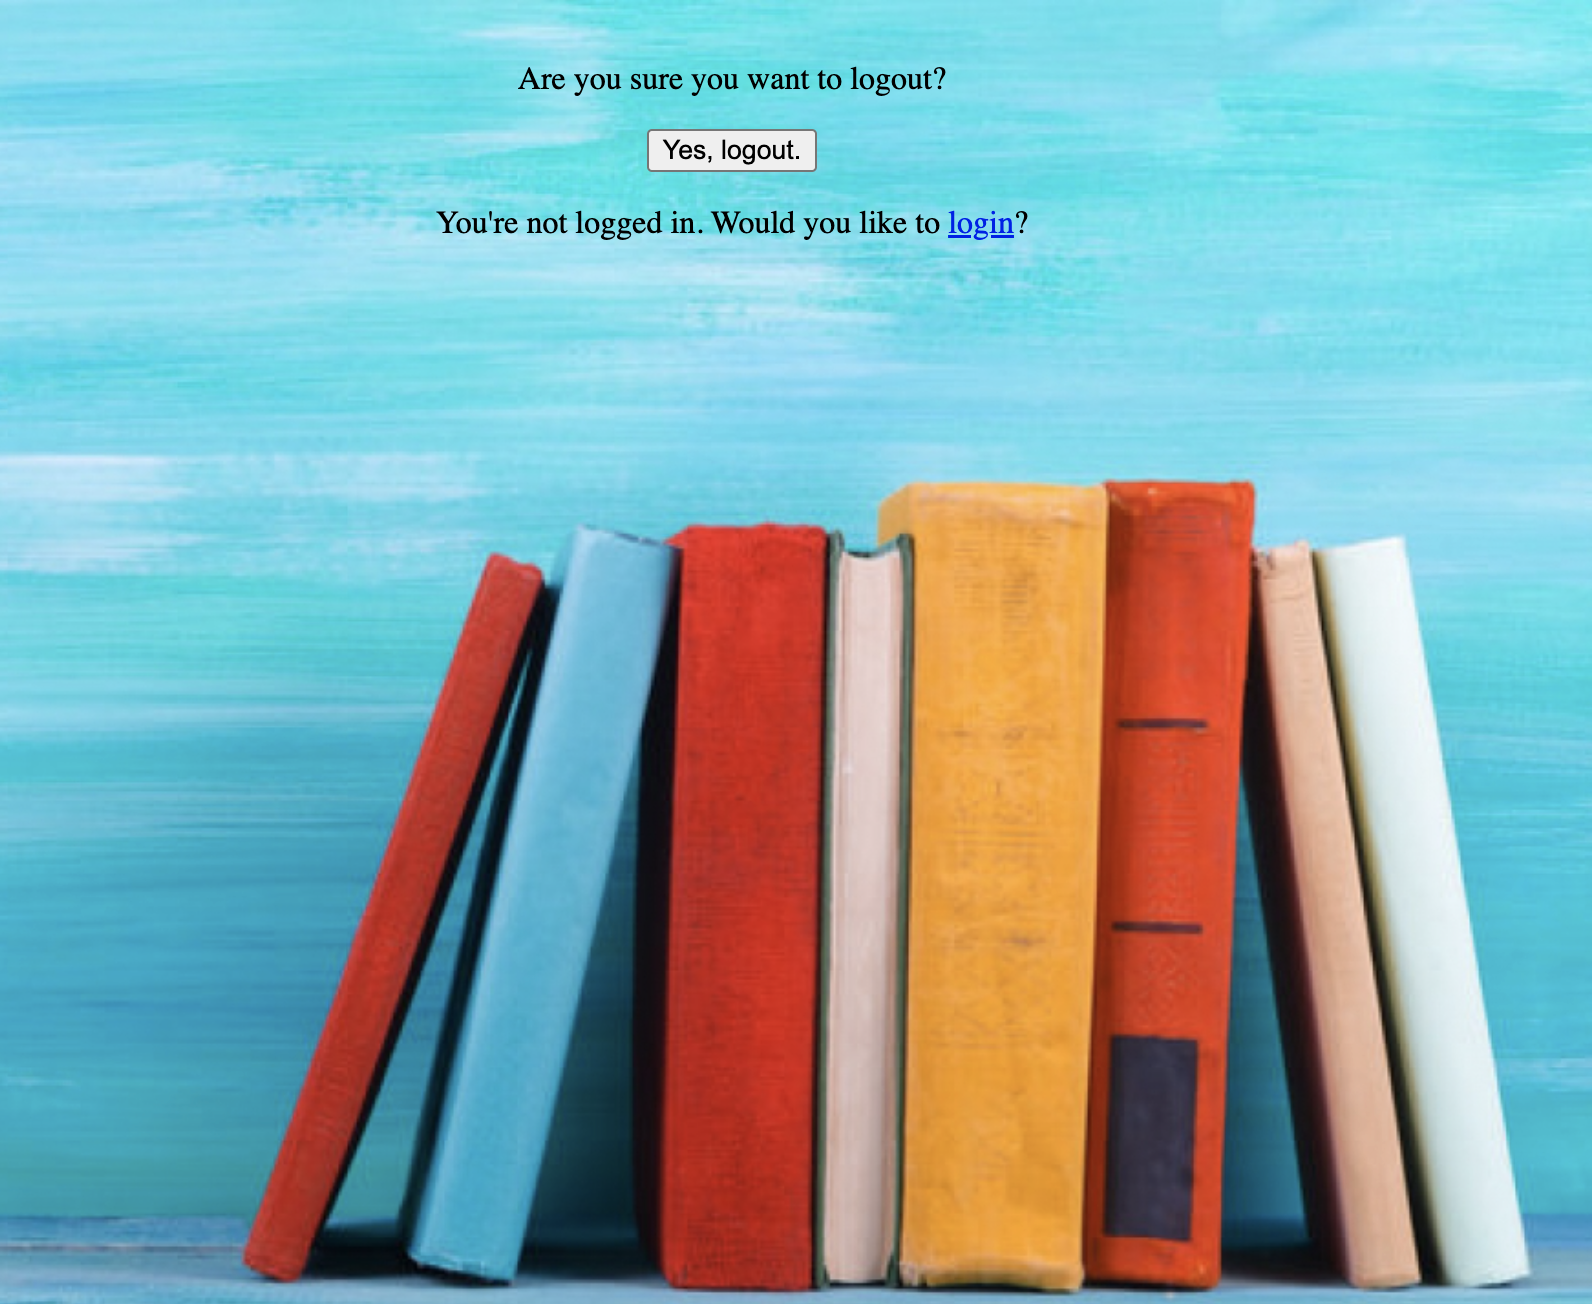 Are you sure you want to logout?
Yes, logout.
You're not logged in. Would you like to login?